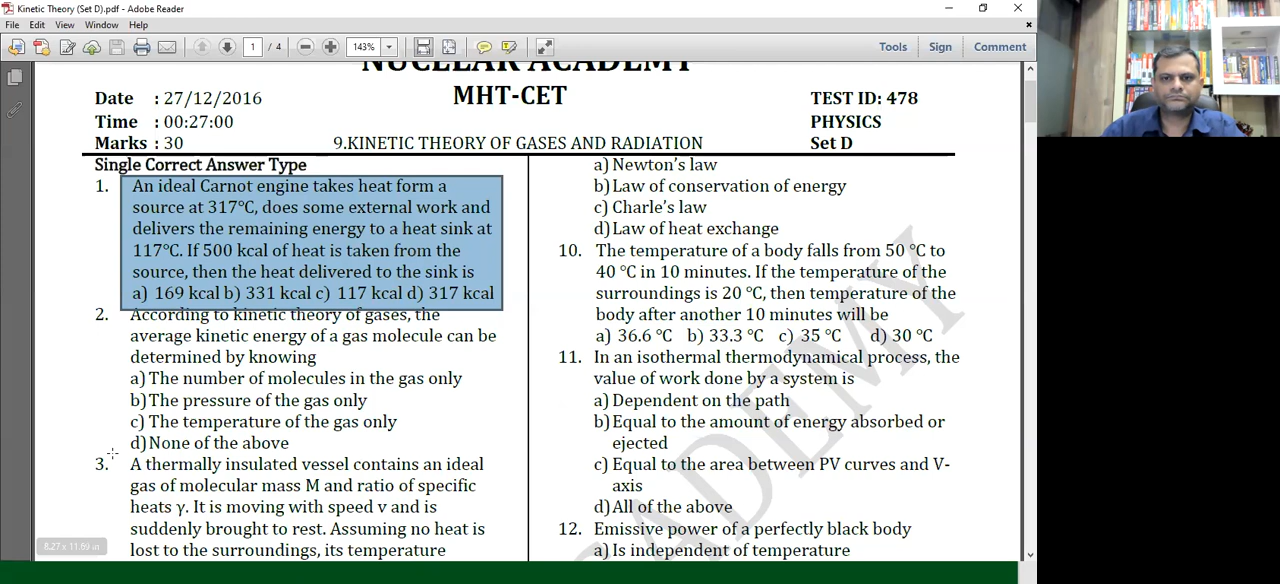 Kinetic Theory (Set D).pdf - Adobe Reader
File Edit View Window Help
1 / 4 143% Tools Sign Comment
NUCLEAR ACADEMY
Date : 27/12/2016 MHT-CET TEST ID: 478
Time : 00:27:00 PHYSICS
Marks : 30 9.KINETIC THEORY OF GASES AND RADIATION Set D
Single Correct Answer Type
1. An ideal Carnot engine takes heat form a
source at 317°C, does some external work and
delivers the remaining energy to a heat sink at
117°C. If 500 kcal of heat is taken from the
source, then the heat delivered to the sink is
a) 169 kcal b) 331 kcal c) 117 kcal d) 317 kcal
2. According to kinetic theory of gases, the
average kinetic energy of a gas molecule can be
determined by knowing
a) The number of molecules in the gas only
b) The pressure of the gas only
c) The temperature of the gas only
d) None of the above
3. A thermally insulated vessel contains an ideal
gas of molecular mass M and ratio of specific
heats γ. It is moving with speed v and is
suddenly brought to rest. Assuming no heat is
lost to the surroundings, its temperature
a) Newton's law
b) Law of conservation of energy
c) Charle's law
d) Law of heat exchange
10. The temperature of a body falls from 50 °C to
40 °C in 10 minutes. If the temperature of the
surroundings is 20 °C, then temperature of the
body after another 10 minutes will be
a) 36.6 °C b) 33.3 °C c) 35 °C d) 30 °C
11. In an isothermal thermodynamical process, the
value of work done by a system is
a) Dependent on the path
b) Equal to the amount of energy absorbed or
ejected
c) Equal to the area between PV curves and V-
axis
d) All of the above
12. Emissive power of a perfectly black body
a) Is independent of temperature
8.27 x 11.69 in
ACADEMY